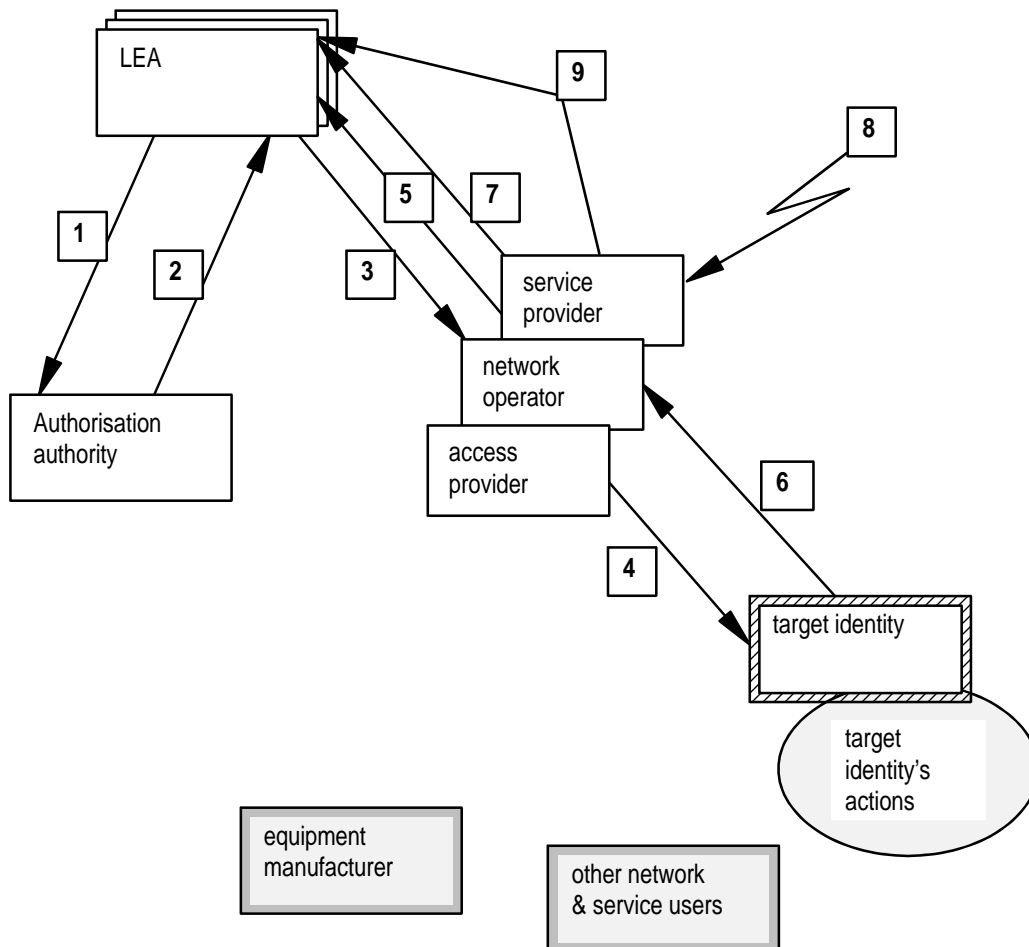 LEA
9
8
5
7
1
2
3
service
provider
network
operator
Authorisation
authority
access
provider
6
4
target identity
target
identity’s
actions
equipment
manufacturer
other network
& service users